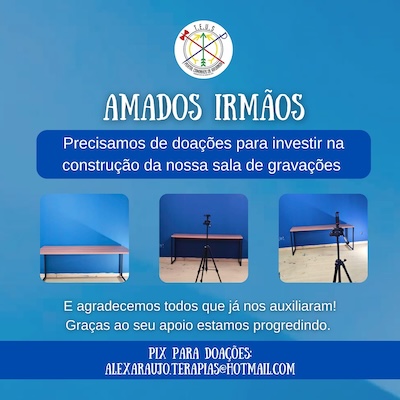 T.E.U.S
AMADOS IRMÃOS
Precisamos de doações para investir na
construção da nossa sala de gravações
E agradecemos todos que já nos auxiliaram!
Graças ao seu apoio estamos progredindo.
PIX PARA DOAÇÕES:
ALEXARAUJO.TERAPIAS@HOTMAIL.COM